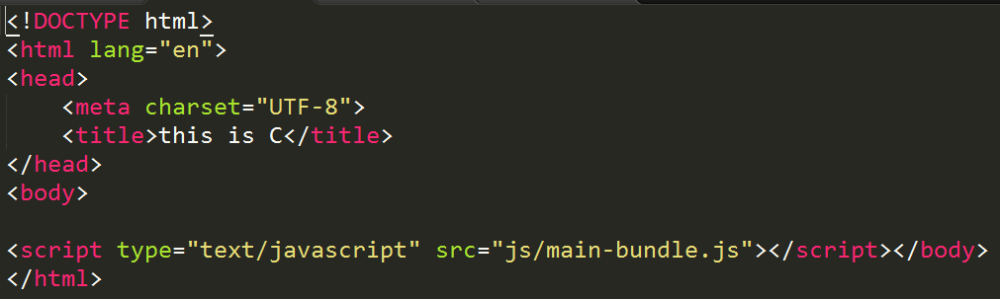 <!DOCTYPE html>
<html lang="en">
<head>
    <meta charset="UTF-8">
    <title>this is C</title>
</head>
<body>

<script type="text/javascript" src="js/main-bundle.js"></script></body>
</html>